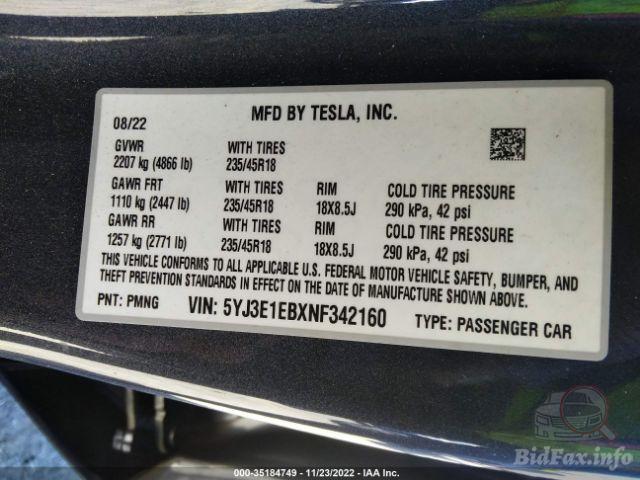 MFD BY TESLA, INC.
08/22
GVWR WITH TIRES
2207 kg (4866 lb) 235/45R18
GAWR FRT WITH TIRES RIM COLD TIRE PRESSURE
1110 kg (2447 lb) 235/45R18 18X8.5J 290 kPa, 42 psi
GAWR RR WITH TIRES RIM COLD TIRE PRESSURE
1257 kg (2771 lb) 235/45R18 18X8.5J 290 kPa, 42 psi
THIS VEHICLE CONFORMS TO ALL APPLICABLE U.S. FEDERAL MOTOR VEHICLE SAFETY, BUMPER, AND
THEFT PREVENTION STANDARDS IN EFFECT ON THE DATE OF MANUFACTURE SHOWN ABOVE.
PNT: PMNG VIN: 5YJ3E1EBXNF342160 TYPE: PASSENGER CAR
BidFax.info
000-35184749 - 11/23/2022 - IAA Inc.